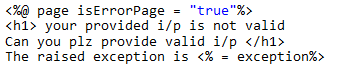 <%@ page isErrorPage = "true"%>
<h1> your provided i/p is not valid
Can you plz provide valid i/p </h1>
The raised exception is <% = exception%>